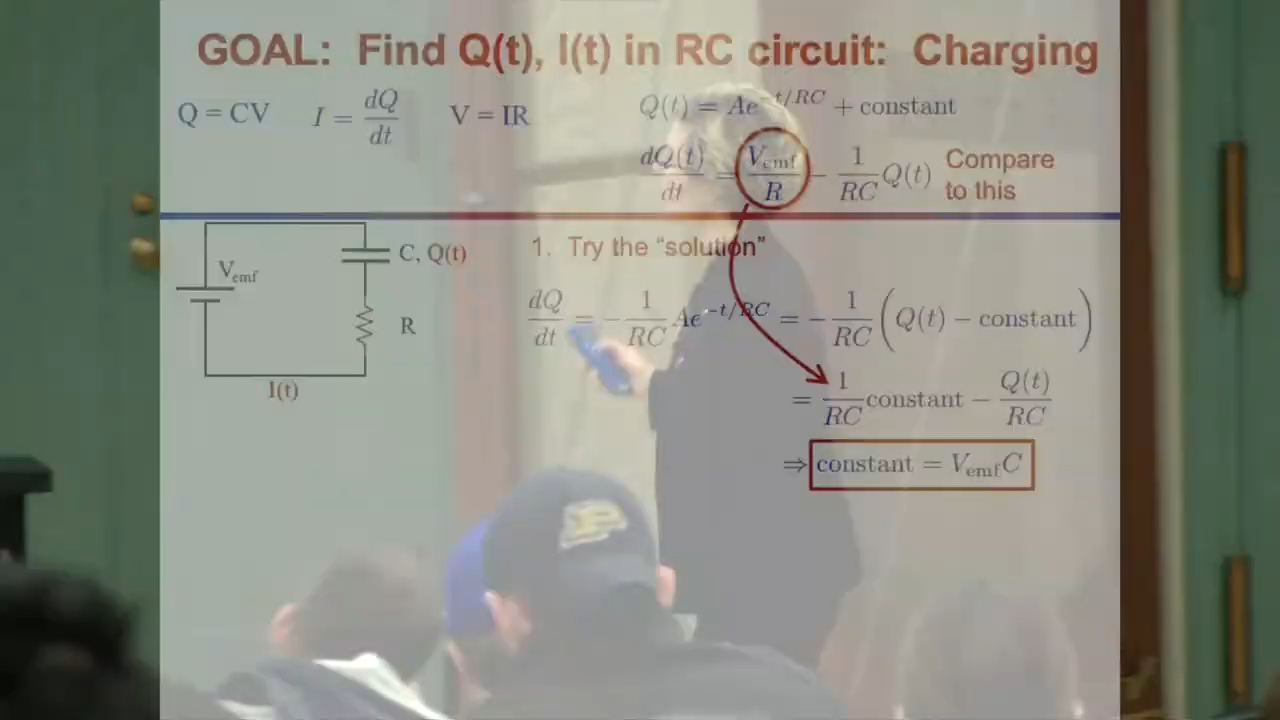 GOAL: Find Q(t), I(t) in RC circuit: Charging
Q = CV
I = dQ/dt
V = IR
Q(t) = Ae^{-t/RC} + constant
dQ(t)/dt = V_emf/R − 1/RC Q(t)
Compare
to this
V_emf
C, Q(t)
R
I(t)
1. Try the “solution”
dQ/dt = −1/RC Ae^{−t/RC} = −1/RC (Q(t) − constant)
= 1/RC constant − Q(t)/RC
⇒ constant = V_emf C
P